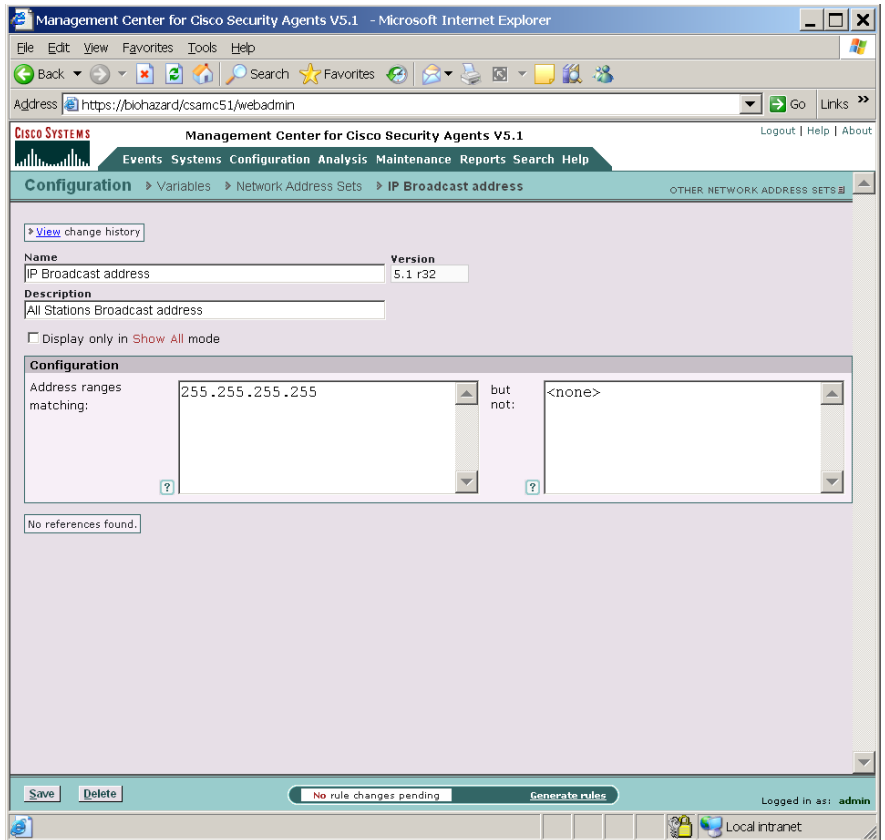 Management Center for Cisco Security Agents V5.1 - Microsoft Internet Explorer
File Edit View Favorites Tools Help
Back Search Favorites
Address https://biohazard/csamc51/webadmin Go Links »
CISCO SYSTEMS Management Center for Cisco Security Agents V5.1 Logout | Help | About
Events Systems Configuration Analysis Maintenance Reports Search Help
Configuration Variables Network Address Sets IP Broadcast address OTHER NETWORK ADDRESS SETS
View change history
Name Version
IP Broadcast address 5.1 r32
Description
All Stations Broadcast address
Display only in Show All mode
Configuration
Address ranges matching: 255.255.255.255 but not: <none>
? ?
No references found.
Save Delete No rule changes pending Generate rules Logged in as: admin
Local intranet